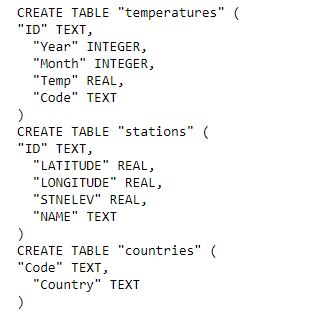 CREATE TABLE "temperatures" (
"ID" TEXT,
  "Year" INTEGER,
  "Month" INTEGER,
  "Temp" REAL,
  "Code" TEXT
)
CREATE TABLE "stations" (
"ID" TEXT,
  "LATITUDE" REAL,
  "LONGITUDE" REAL,
  "STNELEV" REAL,
  "NAME" TEXT
)
CREATE TABLE "countries" (
"Code" TEXT,
  "Country" TEXT
)